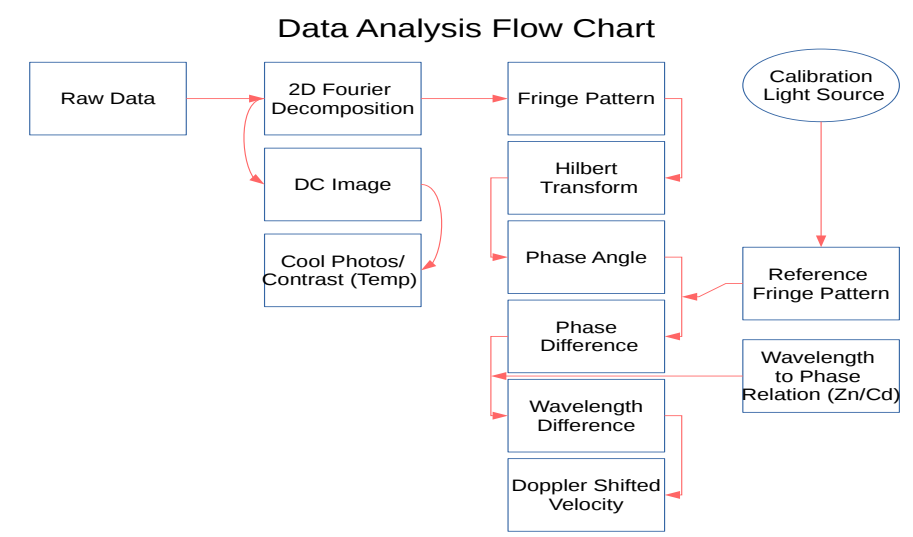 Data Analysis Flow Chart
Raw Data
2D Fourier
Decomposition
DC Image
Cool Photos/
Contrast (Temp)
Fringe Pattern
Hilbert
Transform
Phase Angle
Phase
Difference
Wavelength
Difference
Doppler Shifted
Velocity
Calibration
Light Source
Reference
Fringe Pattern
Wavelength
to Phase
Relation (Zn/Cd)